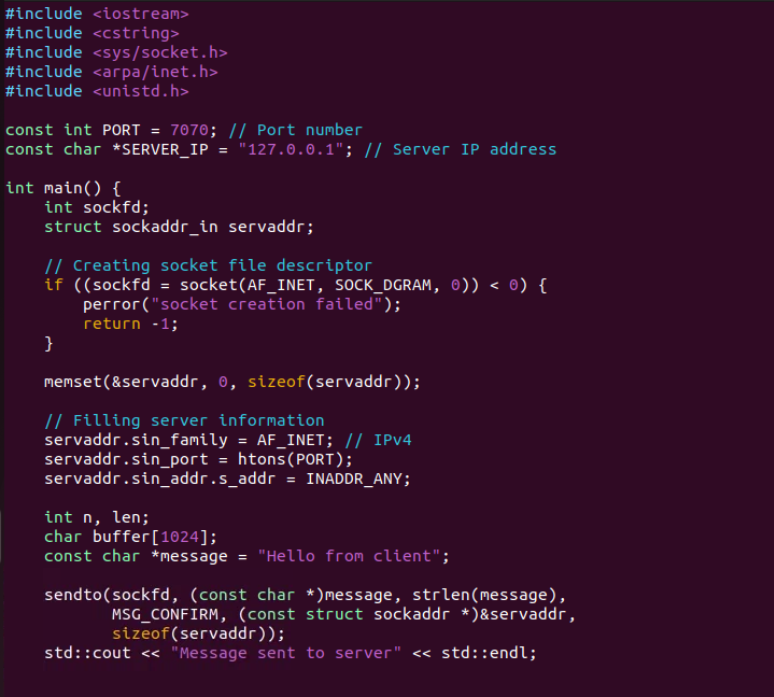 #include <iostream>
#include <cstring>
#include <sys/socket.h>
#include <arpa/inet.h>
#include <unistd.h>

const int PORT = 7070; // Port number
const char *SERVER_IP = "127.0.0.1"; // Server IP address

int main() {
    int sockfd;
    struct sockaddr_in servaddr;

    // Creating socket file descriptor
    if ((sockfd = socket(AF_INET, SOCK_DGRAM, 0)) < 0) {
        perror("socket creation failed");
        return -1;
    }

    memset(&servaddr, 0, sizeof(servaddr));

    // Filling server information
    servaddr.sin_family = AF_INET; // IPv4
    servaddr.sin_port = htons(PORT);
    servaddr.sin_addr.s_addr = INADDR_ANY;

    int n, len;
    char buffer[1024];
    const char *message = "Hello from client";

    sendto(sockfd, (const char *)message, strlen(message),
           MSG_CONFIRM, (const struct sockaddr *)&servaddr,
           sizeof(servaddr));
    std::cout << "Message sent to server" << std::endl;